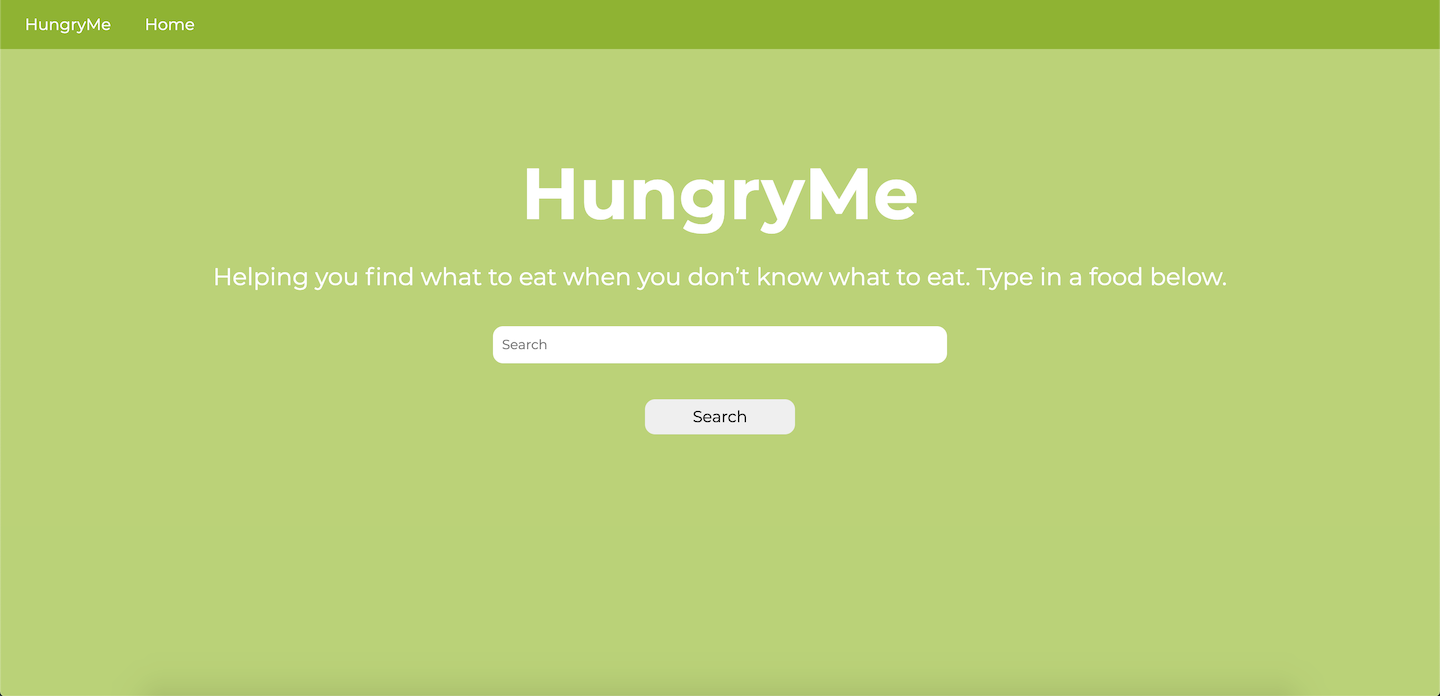 HungryMe Home
HungryMe
Helping you find what to eat when you don’t know what to eat. Type in a food below.
Search
Search